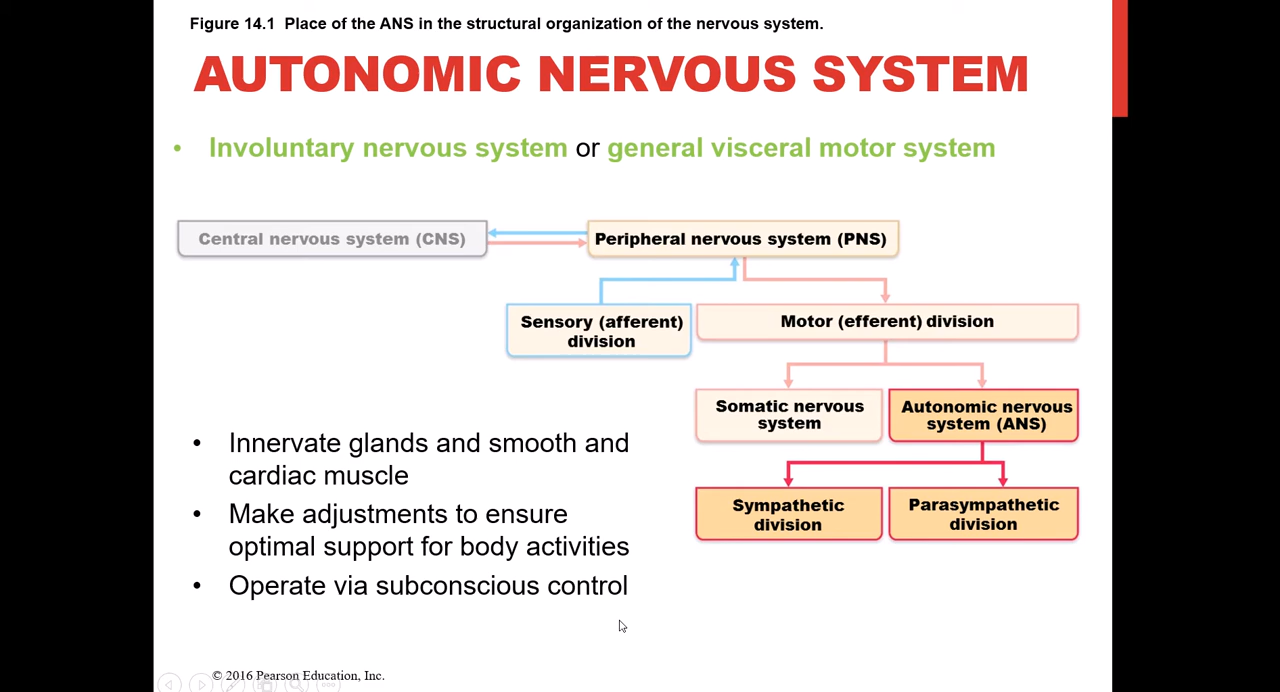 Figure 14.1  Place of the ANS in the structural organization of the nervous system.
AUTONOMIC NERVOUS SYSTEM
• Involuntary nervous system or general visceral motor system
Central nervous system (CNS)
Peripheral nervous system (PNS)
Sensory (afferent)
division
Motor (efferent) division
Somatic nervous
system
Autonomic nervous
system (ANS)
Sympathetic
division
Parasympathetic
division
• Innervate glands and smooth and
cardiac muscle
• Make adjustments to ensure
optimal support for body activities
• Operate via subconscious control
© 2016 Pearson Education, Inc.